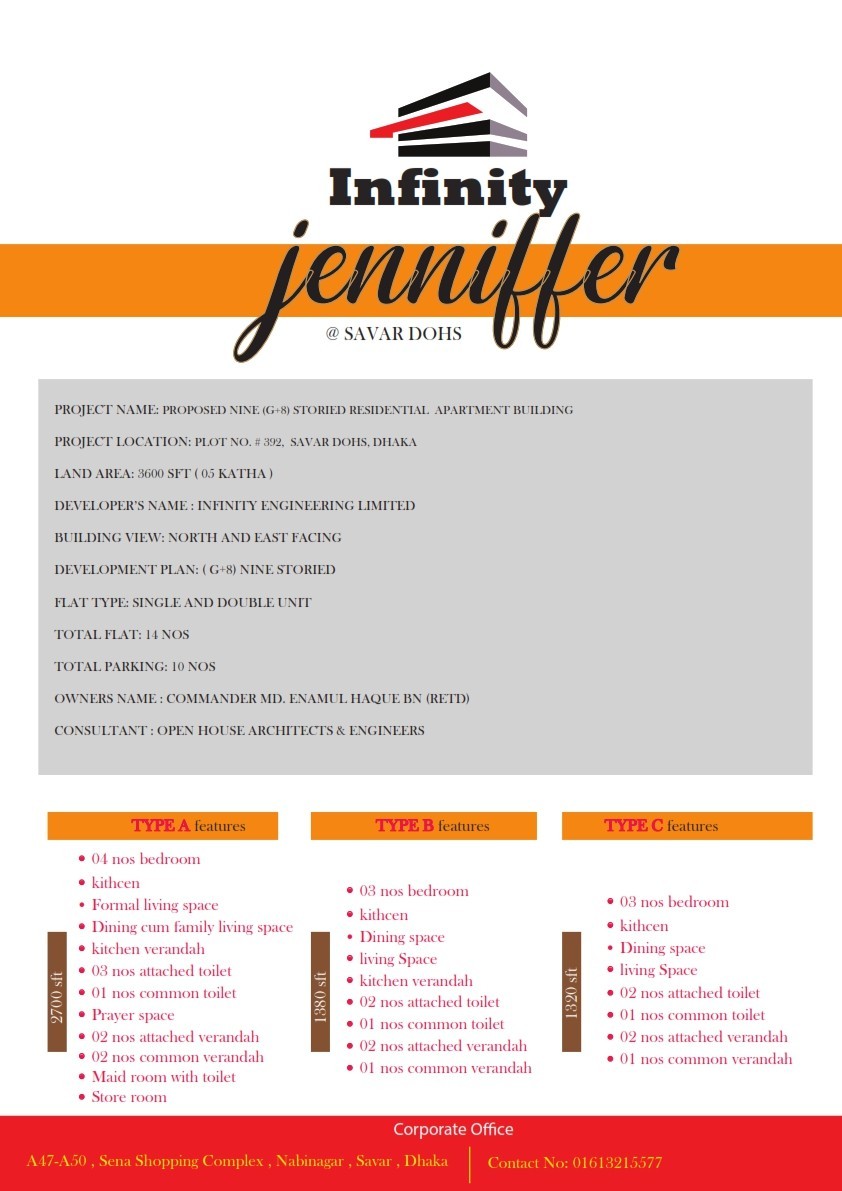 Infinity
jenniffer
@ SAVAR DOHS
PROJECT NAME: PROPOSED NINE (G+8) STORIED RESIDENTIAL APARTMENT BUILDING
PROJECT LOCATION: PLOT NO. # 392, SAVAR DOHS, DHAKA
LAND AREA: 3600 SFT ( 05 KATHA )
DEVELOPER'S NAME : INFINITY ENGINEERING LIMITED
BUILDING VIEW: NORTH AND EAST FACING
DEVELOPMENT PLAN: ( G+8) NINE STORIED
FLAT TYPE: SINGLE AND DOUBLE UNIT
TOTAL FLAT: 14 NOS
TOTAL PARKING: 10 NOS
OWNERS NAME : COMMANDER MD. ENAMUL HAQUE BN (RETD)
CONSULTANT : OPEN HOUSE ARCHITECTS & ENGINEERS
TYPE A features
2700 sft
• 04 nos bedroom
• kithcen
• Formal living space
• Dining cum family living space
• kitchen verandah
• 03 nos attached toilet
• 01 nos common toilet
• Prayer space
• 02 nos attached verandah
• 02 nos common verandah
• Maid room with toilet
• Store room
TYPE B features
1380 sft
• 03 nos bedroom
• kithcen
• Dining space
• living Space
• kitchen verandah
• 02 nos attached toilet
• 01 nos common toilet
• 02 nos attached verandah
• 01 nos common verandah
TYPE C features
1320 sft
• 03 nos bedroom
• kithcen
• Dining space
• living Space
• 02 nos attached toilet
• 01 nos common toilet
• 02 nos attached verandah
• 01 nos common verandah
Corporate Office
A47-A50 , Sena Shopping Complex , Nabinagar , Savar , Dhaka
Contact No: 01613215577